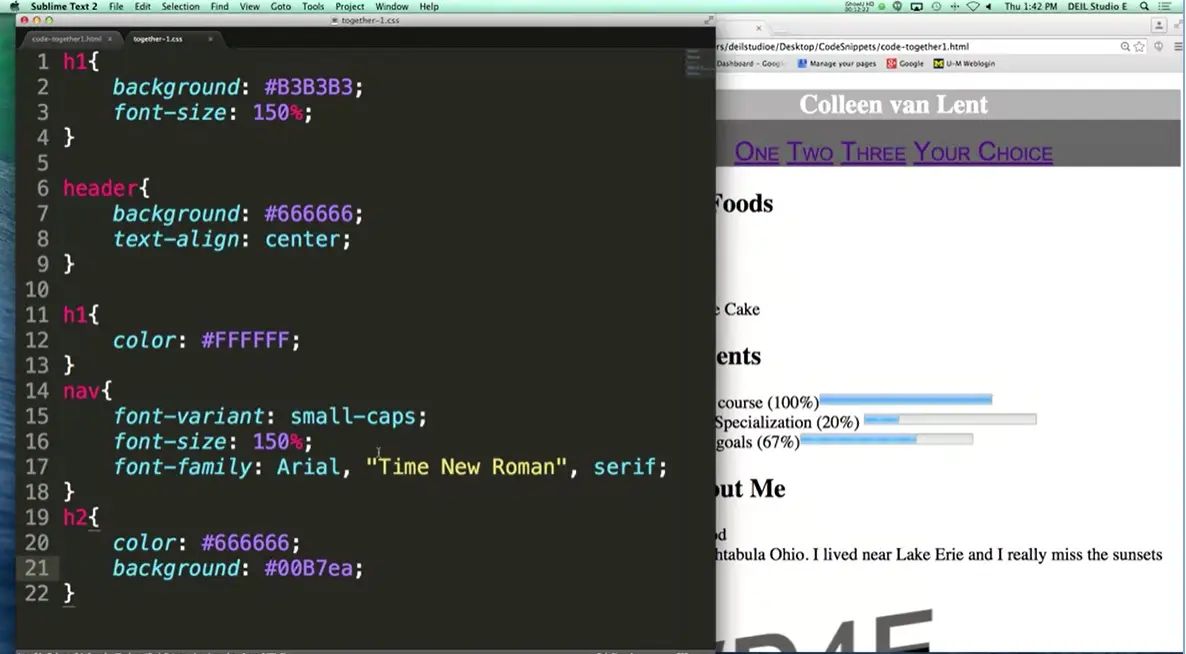 Sublime Text 2 File Edit Selection Find View Goto Tools Project Window Help Thu 1:42 PM DEIL Studio E
together-1.css
code-together1.html × together-1.css ×
rs/deilstudioe/Desktop/CodeSnippets/code-together1.html
Dashboard - Google Manage your pages Google U-M Weblogin
1 h1{
2 background: #B3B3B3;
3 font-size: 150%;
4 }
5
6 header{
7 background: #666666;
8 text-align: center;
9 }
10
11 h1{
12 color: #FFFFFF;
13 }
14 nav{
15 font-variant: small-caps;
16 font-size: 150%;
17 font-family: Arial, "Time New Roman", serif;
18 }
19 h2{
20 color: #666666;
21 background: #00B7ea;
22 }
Colleen van Lent
One Two Three Your Choice
Foods
e Cake
ents
course (100%)
Specialization (20%)
goals (67%)
out Me
od
htabula Ohio. I lived near Lake Erie and I really miss the sunsets